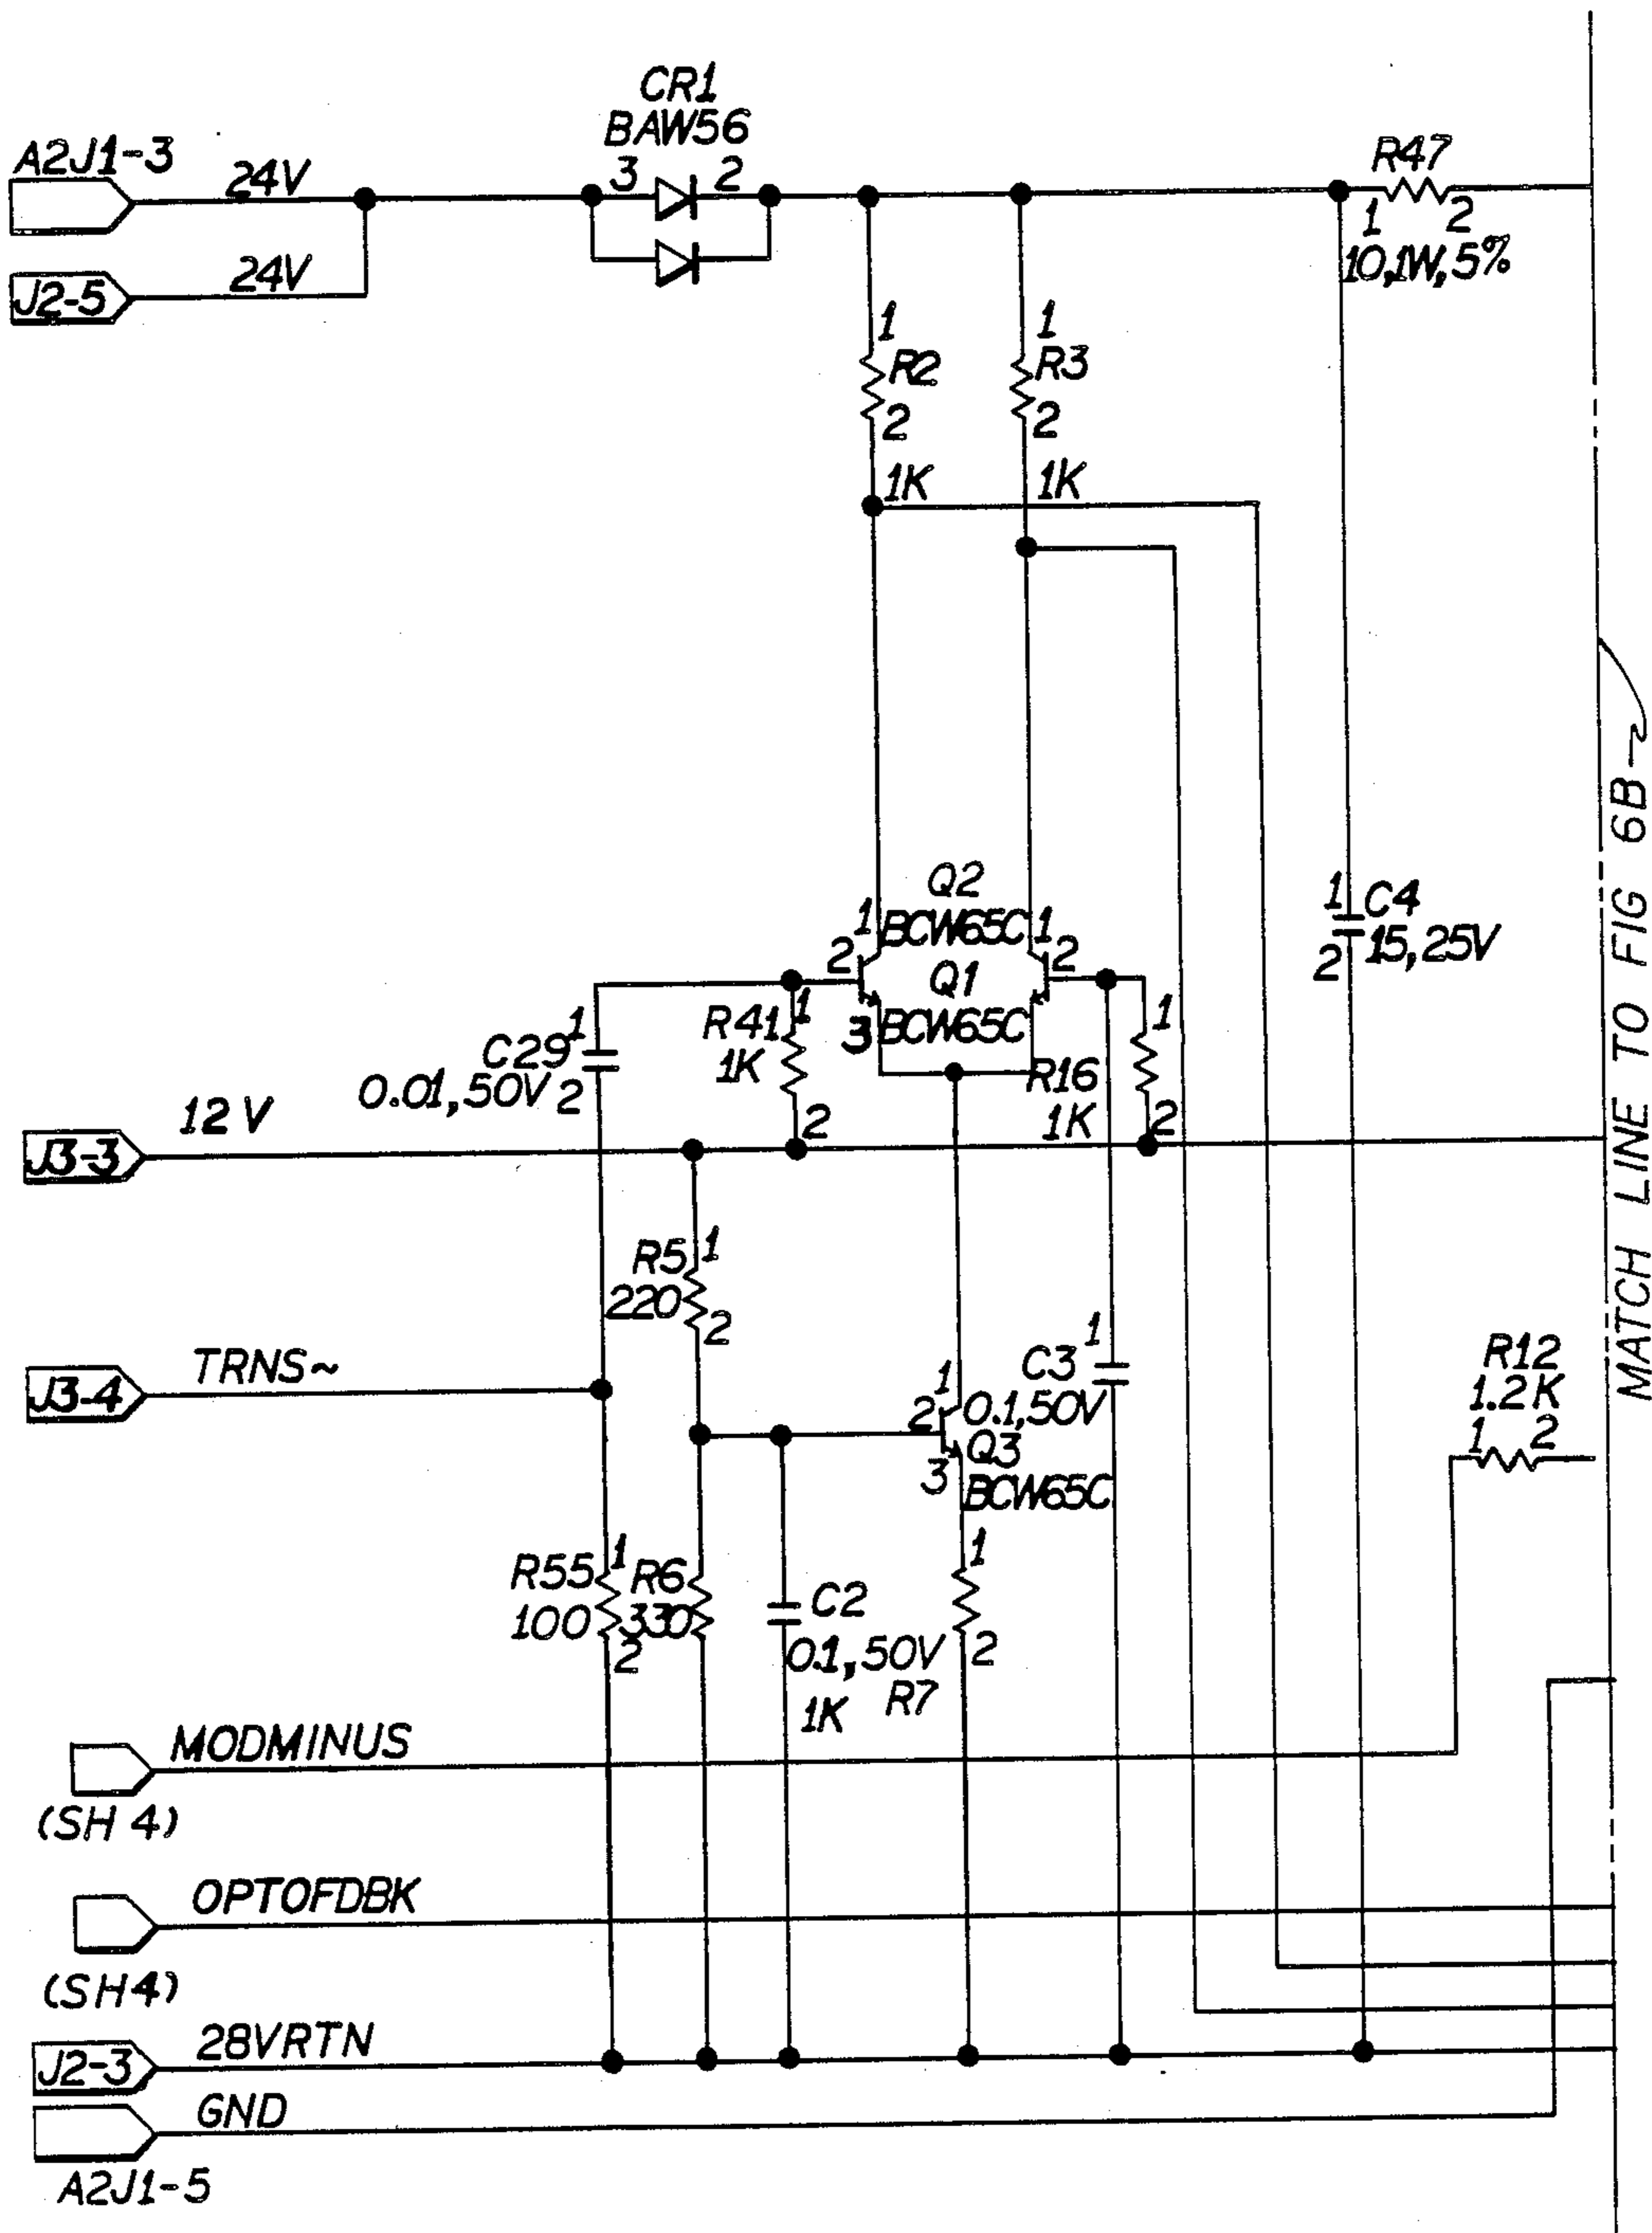 CR1
BAW56
A2J1-3
24V
3
2
R47
1
2
10,1W,5%
J2-5
24V
1
R2
2
1K
1
R3
2
1K
Q2
BCW65C
1
2
1
2
Q1
BCW65C
3
1
C4
15,25V
2
1
C29
0.01,50V
2
R41
1
1K
2
R16
1K
1
2
J3-3
12V
R5
220
1
2
J3-4
TRNS~
1
C3
0.1,50V
1
2
Q3
3
BCW65C
R12
1.2K
1
2
R55
100
1
2
R6
330
C2
0.1,50V
1
2
1K
R7
MODMINUS
(SH 4)
OPTOFDBK
(SH4)
J2-3
28VRTN
GND
A2J1-5
MATCH LINE TO FIG 6B